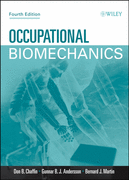 Fourth Edition
WILEY
OCCUPATIONAL
BIOMECHANICS
Don B. Chaffin • Gunnar B. J. Andersson • Bernard J. Martin